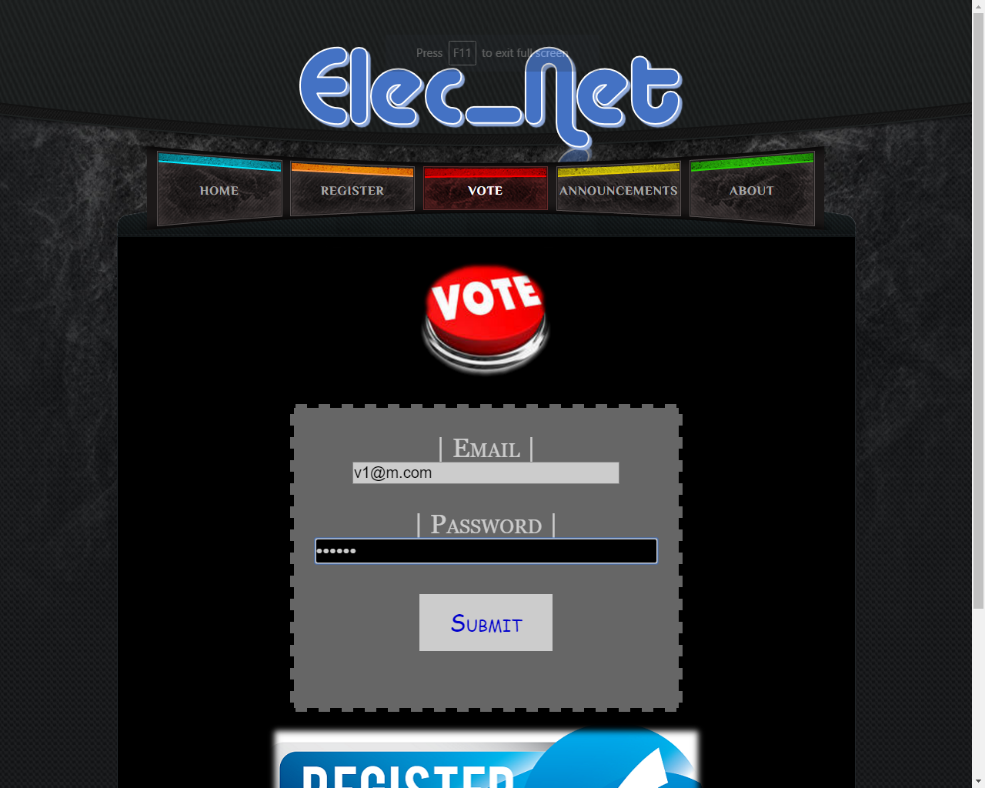 Press F11 to exit full screen
Elec_Net
HOME REGISTER VOTE ANNOUNCEMENTS ABOUT
VOTE
| Email |
v1@m.com
| Password |
••••••
Submit
REGISTER